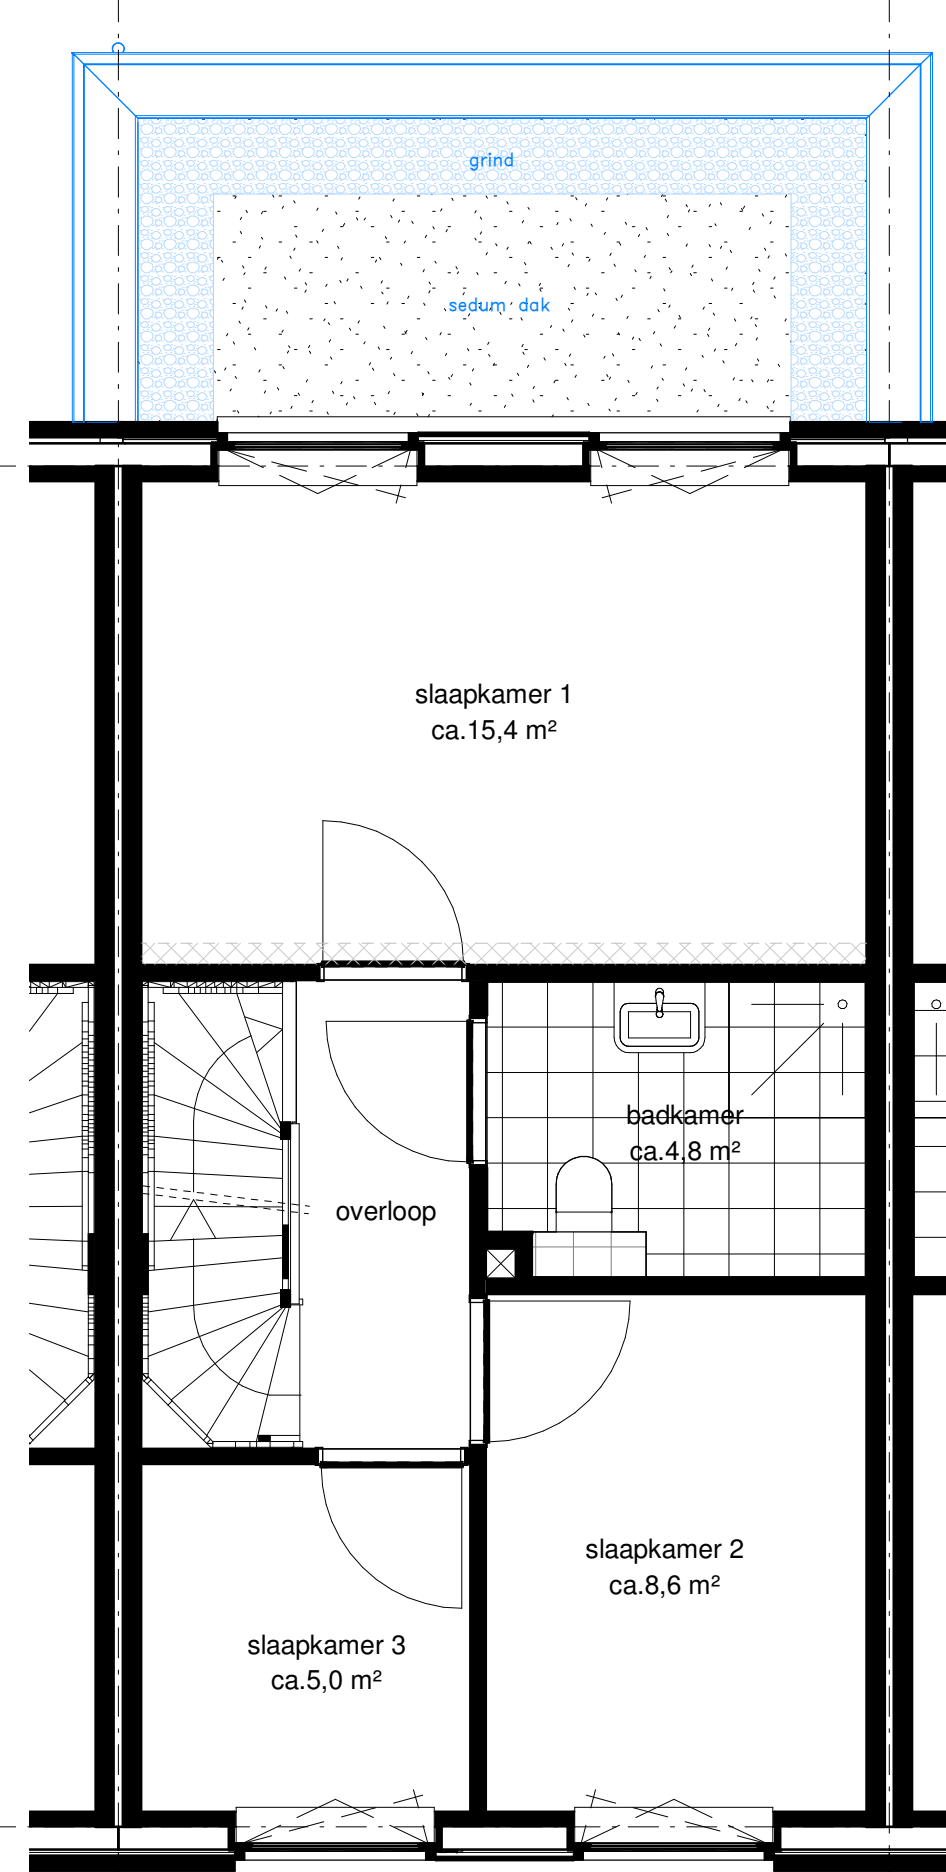 grind
sedum dak
slaapkamer 1
ca.15,4 m²
badkamer
ca.4,8 m²
overloop
slaapkamer 2
ca.8,6 m²
slaapkamer 3
ca.5,0 m²